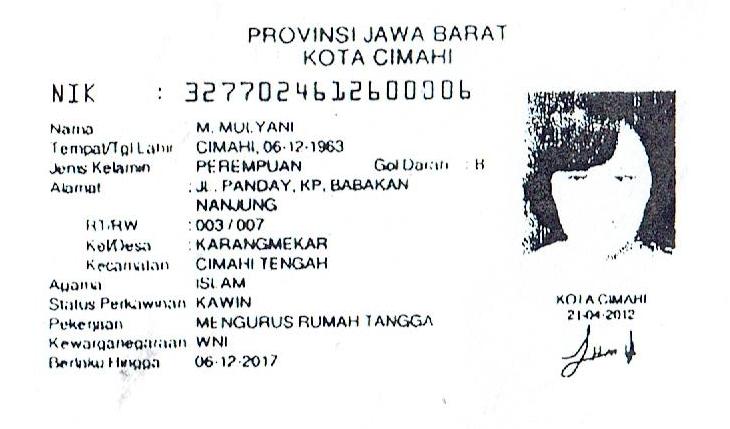 PROVINSI JAWA BARAT
KOTA CIMAHI
NIK : 3277024612600006
Nama M. MULYANI
Tempat/Tgl Lahir CIMAHI, 06-12-1963
Jenis Kelamin PEREMPUAN Gol Darah : B
Alamat : JL. PANDAY, KP, BABAKAN
NANJUNG
RT/RW : 003 / 007
Kel/Desa : KARANGMEKAR
Kecamatan CIMAHI TENGAH
Agama ISLAM
Status Perkawinan KAWIN
Pekerjaan MENGURUS RUMAH TANGGA
Kewarganegaraan WNI
Berlaku Hingga 06-12-2017
KOTA CIMAHI
21-04-2012